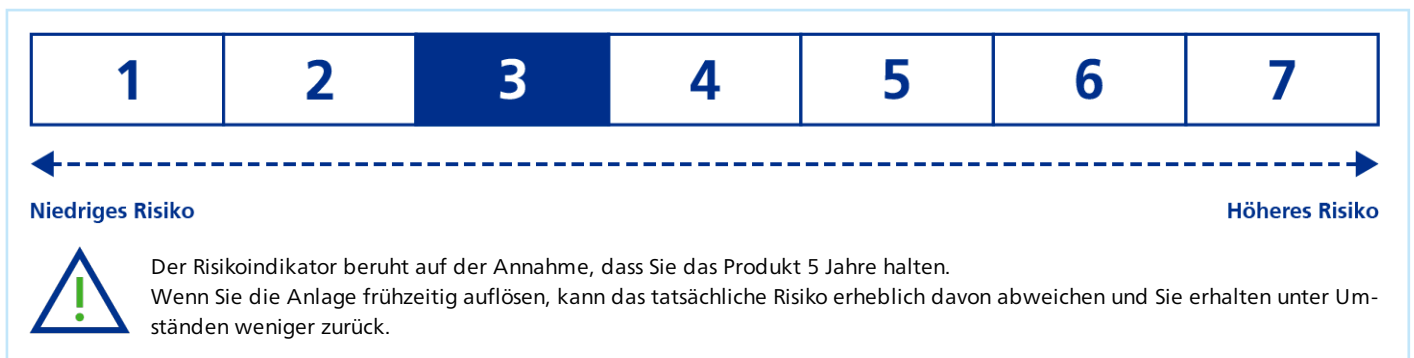 1 2 3 4 5 6 7
Niedriges Risiko Höheres Risiko
Der Risikoindikator beruht auf der Annahme, dass Sie das Produkt 5 Jahre halten.
Wenn Sie die Anlage frühzeitig auflösen, kann das tatsächliche Risiko erheblich davon abweichen und Sie erhalten unter Um-
ständen weniger zurück.